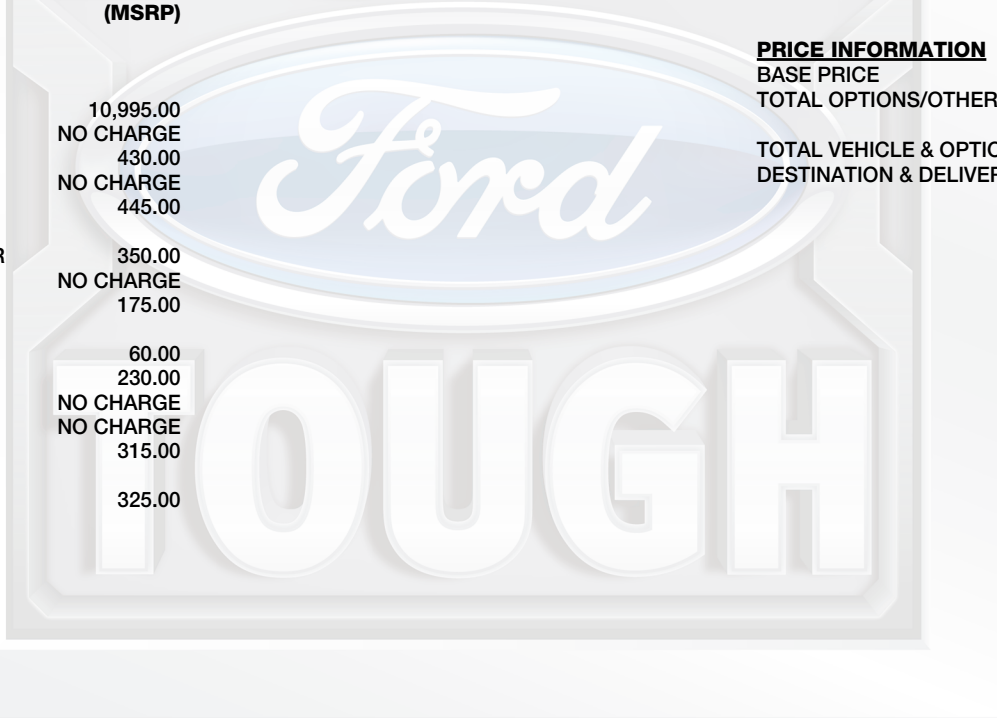 (MSRP)
10,995.00
NO CHARGE
430.00
NO CHARGE
445.00
R
350.00
NO CHARGE
175.00
60.00
230.00
NO CHARGE
NO CHARGE
315.00
325.00
PRICE INFORMATION
BASE PRICE
TOTAL OPTIONS/OTHER
TOTAL VEHICLE & OPTIO
DESTINATION & DELIVER
Ford
TOUGH